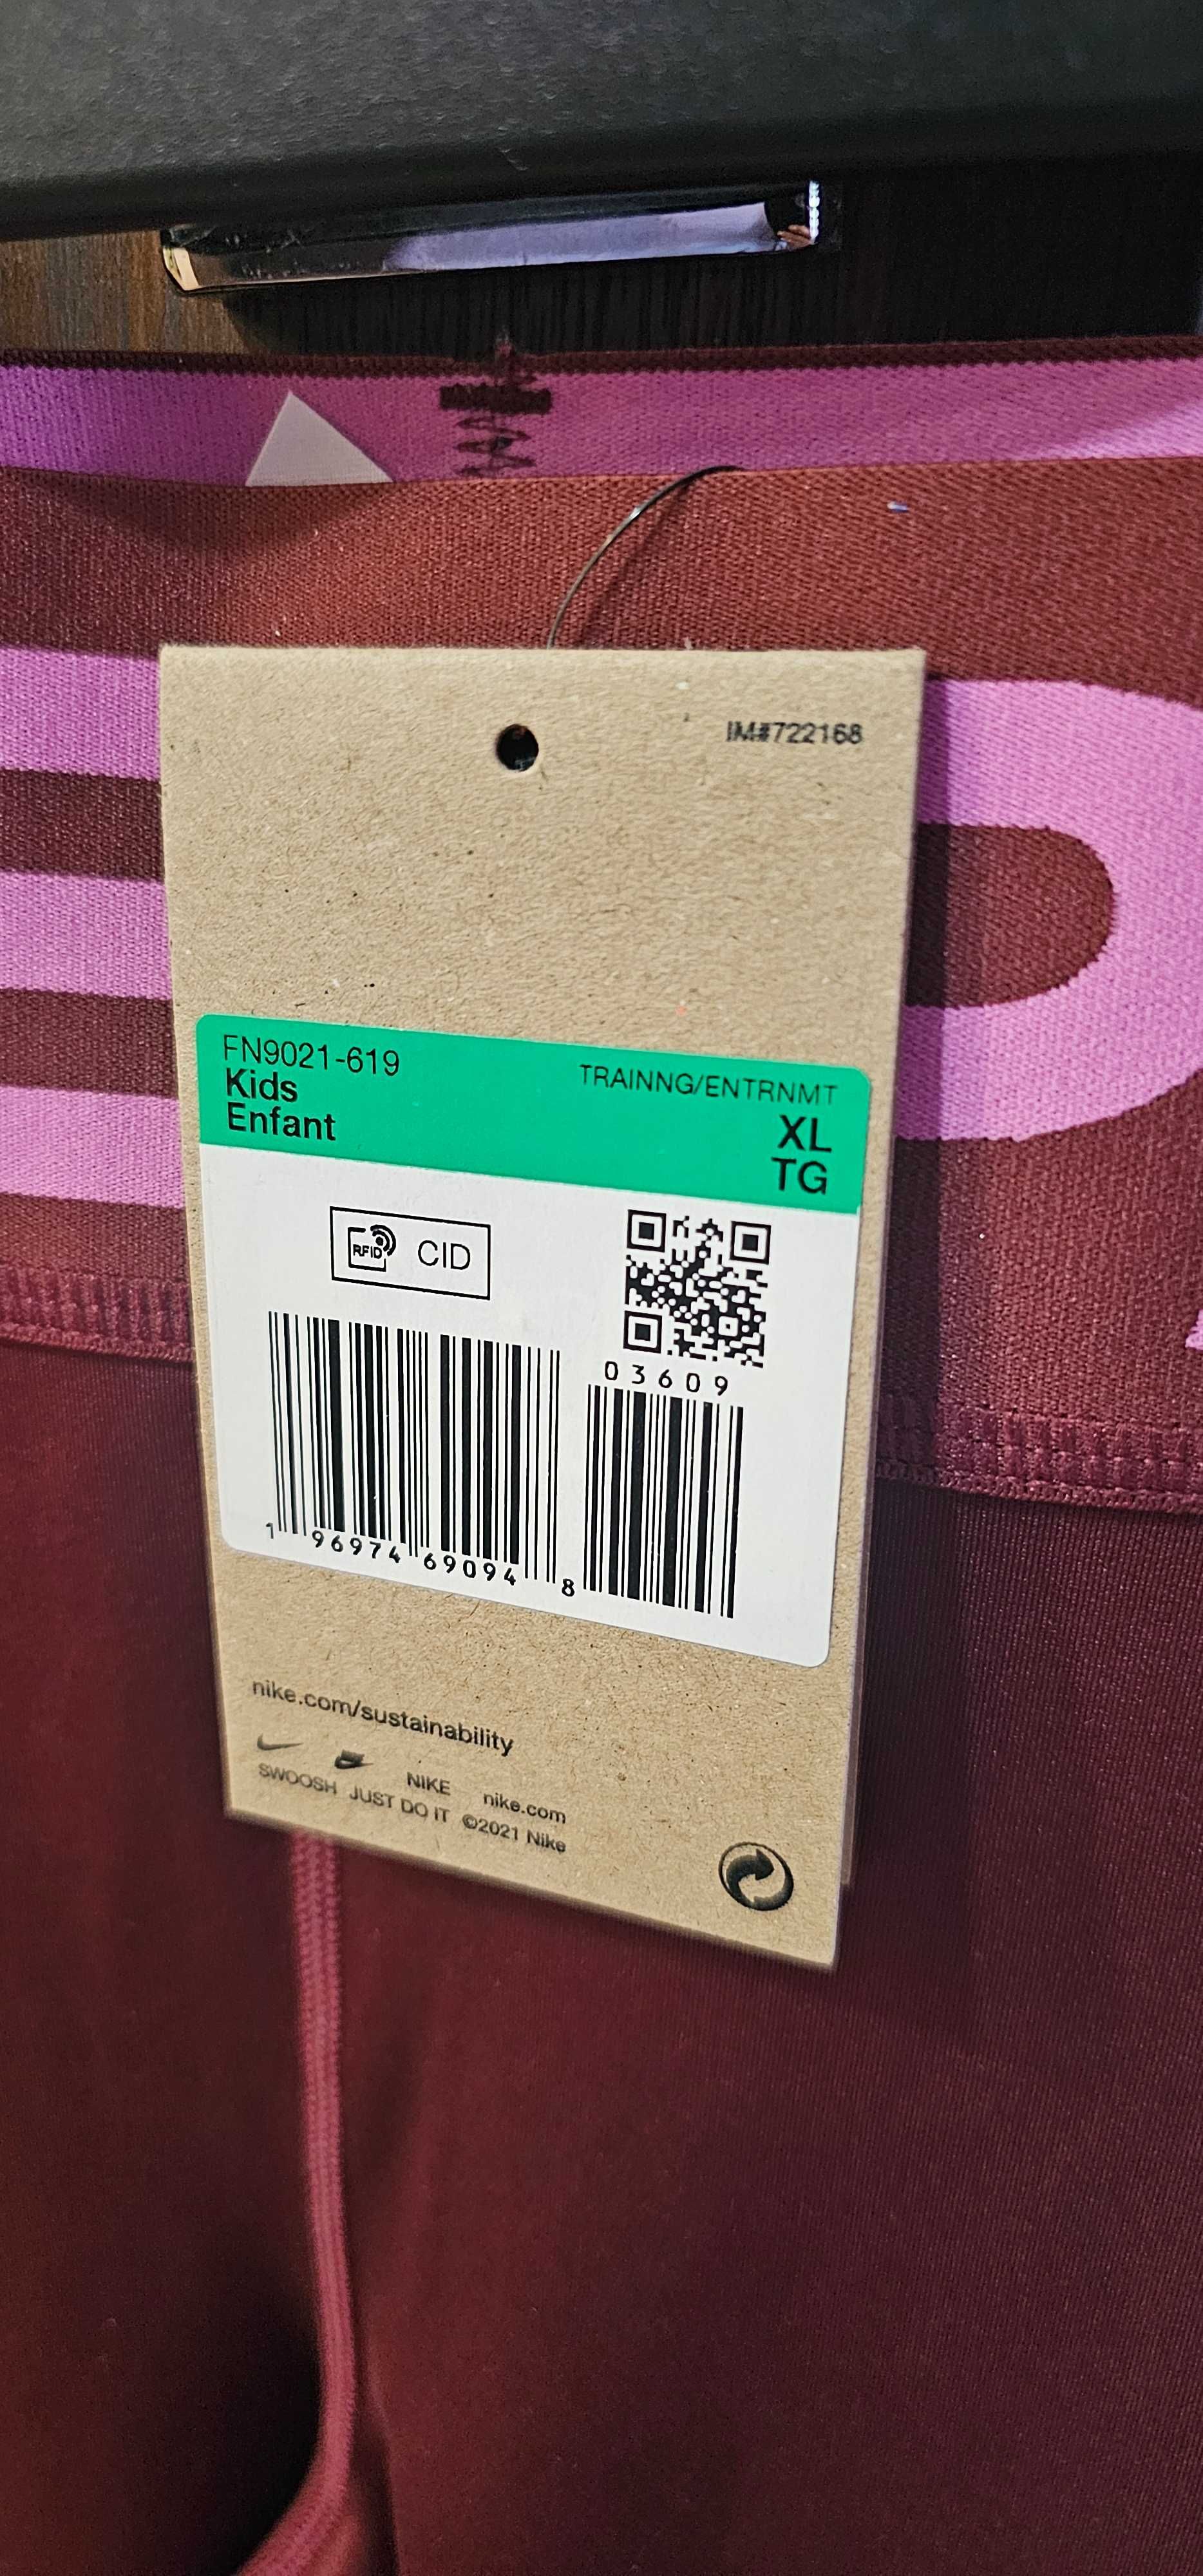 IM#722168
FN9021-619
Kids
Enfant
TRAINNG/ENTRNMT
XL
TG
RFID CID
03609
1 96974 69094 8
nike.com/sustainability
NIKE nike.com
SWOOSH JUST DO IT ©2021 Nike